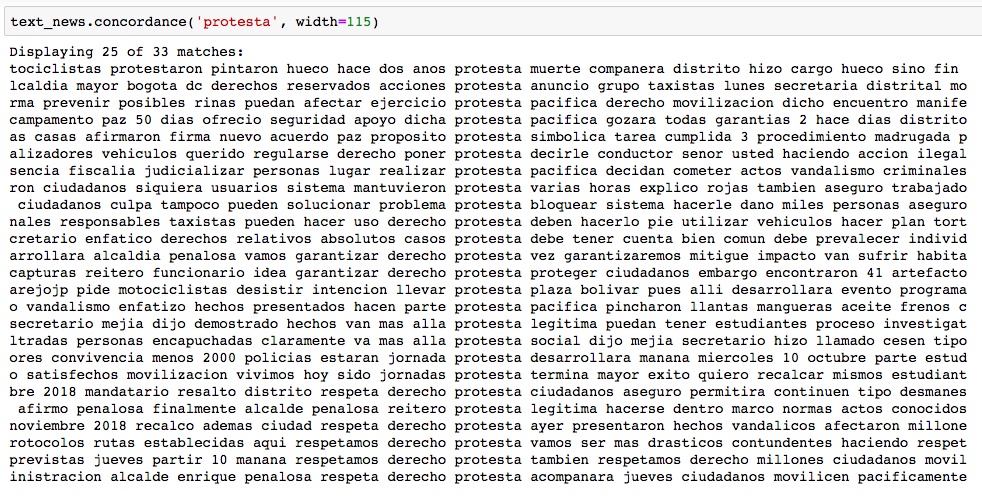 text_news.concordance('protesta', width=115)
Displaying 25 of 33 matches:
tociclistas protestaron pintaron hueco hace dos anos protesta muerte companera distrito hizo cargo hueco sino fin
lcaldia mayor bogota dc derechos reservados acciones protesta anuncio grupo taxistas lunes secretaria distrital mo
rma prevenir posibles rinas puedan afectar ejercicio protesta pacifica derecho movilizacion dicho encuentro manife
campamento paz 50 dias ofrecio seguridad apoyo dicha protesta pacifica gozara todas garantias 2 hace dias distrito
as casas afirmaron firma nuevo acuerdo paz proposito protesta simbolica tarea cumplida 3 procedimiento madrugada p
alizadores vehiculos querido regularse derecho poner protesta decirle conductor senor usted haciendo accion ilegal
sencia fiscalia judicializar personas lugar realizar protesta pacifica decidan cometer actos vandalismo criminales
ron ciudadanos siquiera usuarios sistema mantuvieron protesta varias horas explico rojas tambien aseguro trabajado
ciudadanos culpa tampoco pueden solucionar problema protesta bloquear sistema hacerle dano miles personas aseguro
nales responsables taxistas pueden hacer uso derecho protesta deben hacerlo pie utilizar vehiculos hacer plan tort
cretario enfatico derechos relativos absolutos casos protesta debe tener cuenta bien comun debe prevalecer individ
arrollara alcaldia penalosa vamos garantizar derecho protesta vez garantizaremos mitigue impacto van sufrir habita
capturas reitero funcionario idea garantizar derecho protesta proteger ciudadanos embargo encontraron 41 artefacto
arejojp pide motociclistas desistir intencion llevar protesta plaza bolivar pues alli desarrollara evento programa
o vandalismo enfatizo hechos presentados hacen parte protesta pacifica pincharon llantas mangueras aceite frenos c
secretario mejia dijo demostrado hechos van mas alla protesta legitima puedan tener estudiantes proceso investigat
ltradas personas encapuchadas claramente va mas alla protesta social dijo mejia secretario hizo llamado cesen tipo
ores convivencia menos 2000 policias estaran jornada protesta desarrollara manana miercoles 10 octubre parte estud
o satisfechos movilizacion vivimos hoy sido jornadas protesta termina mayor exito quiero recalcar mismos estudiant
bre 2018 mandatario resalto distrito respeta derecho protesta ciudadanos aseguro permitira continuen tipo desmanes
afirmo penalosa finalmente alcalde penalosa reitero protesta legitima hacerse dentro marco normas actos conocidos
noviembre 2018 recalco ademas ciudad respeta derecho protesta ayer presentaron hechos vandalicos afectaron millone
rotocolos rutas establecidas aqui respetamos derecho protesta vamos ser mas drasticos contundentes haciendo respet
previstas jueves partir 10 manana respetamos derecho protesta tambien respetamos derecho millones ciudadanos movil
inistracion alcalde enrique penalosa respeta derecho protesta acompanara jueves ciudadanos movilicen pacificamente